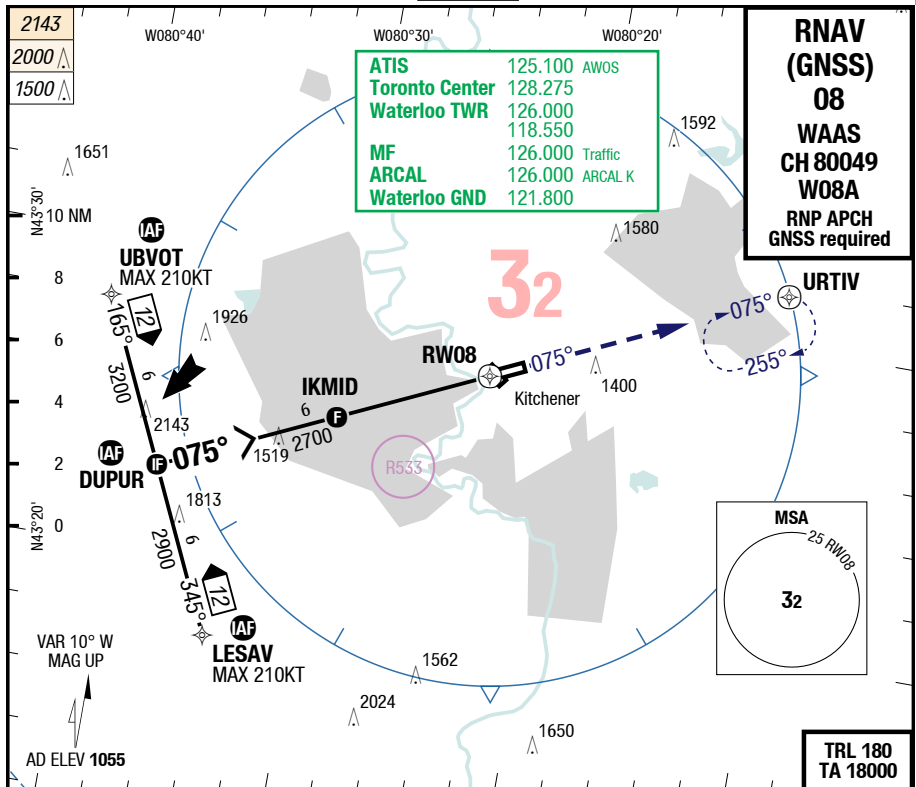 2143
2000
1500
W080°40'
W080°30'
W080°20'
RNAV
(GNSS)
08
WAAS
CH 80049
W08A
RNP APCH
GNSS required
ATIS 125.100 AWOS
Toronto Center 128.275
Waterloo TWR 126.000
118.550
MF 126.000 Traffic
ARCAL 126.000 ARCAL K
Waterloo GND 121.800
1592
1651
N43°30'
10 NM
IAF
UBVOT
MAX 210KT
1580
32
URTIV
8
12
165°
075°
1926
6
RW08
075°
255°
3200
6
IKMID
F
1400
4
2143
6
2700
Kitchener
1519
IAF
DUPUR
IF
075°
2
R533
1813
N43°20'
0
6
2900
MSA
25 RW08
32
12
345°
IAF
LESAV
MAX 210KT
VAR 10° W
MAG UP
1562
2024
1650
AD ELEV 1055
TRL 180
TA 18000